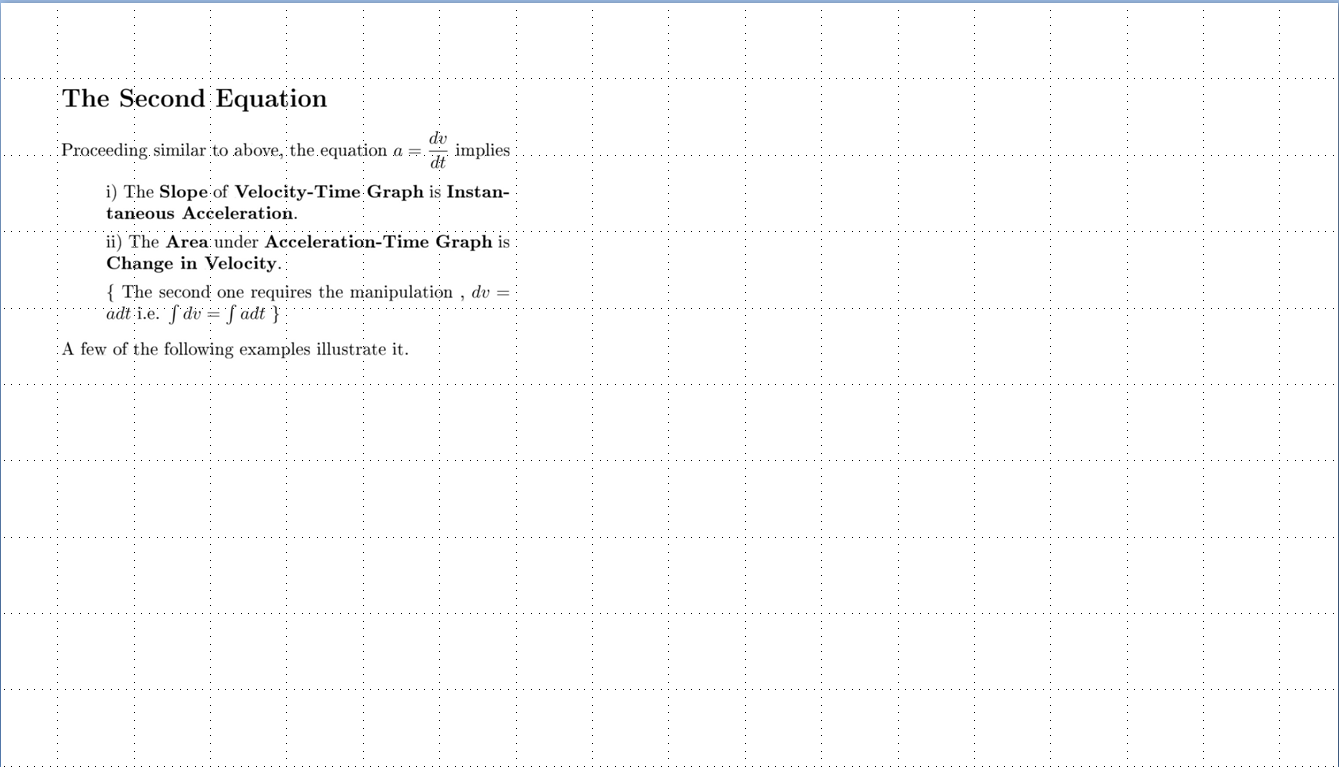 The Second Equation
Proceeding similar to above, the equation a = dv/dt implies
i) The Slope of Velocity-Time Graph is Instan-
taneous Acceleration.
ii) The Area under Acceleration-Time Graph is
Change in Velocity.
{ The second one requires the manipulation , dv =
adt i.e. ∫ dv = ∫ adt }
A few of the following examples illustrate it.